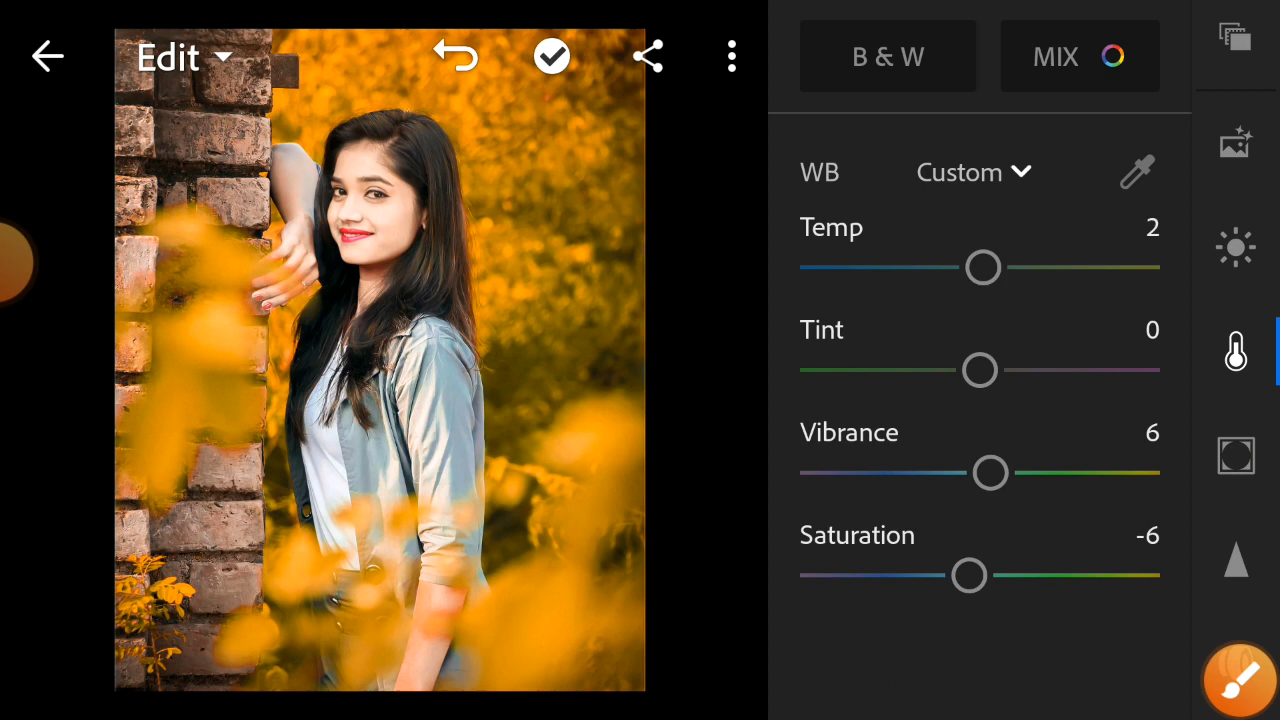 Edit
B & W
MIX
WB
Custom
Temp
2
Tint
0
Vibrance
6
Saturation
-6